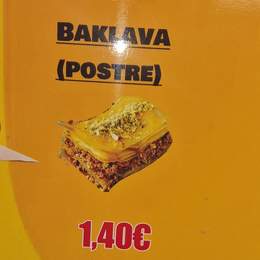 BAKLAVA
(POSTRE)
1,40€